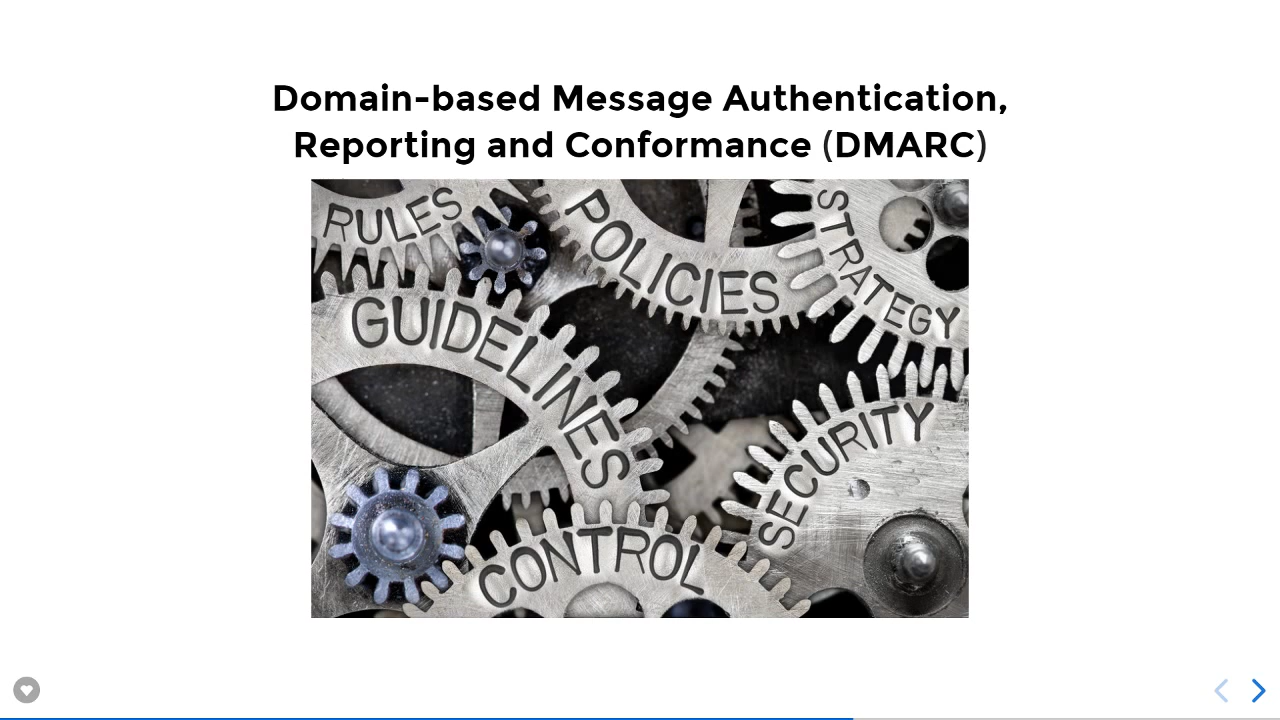 Domain-based Message Authentication,
Reporting and Conformance (DMARC)
RULES
POLICIES
STRATEGY
GUIDELINES
SECURITY
CONTROL